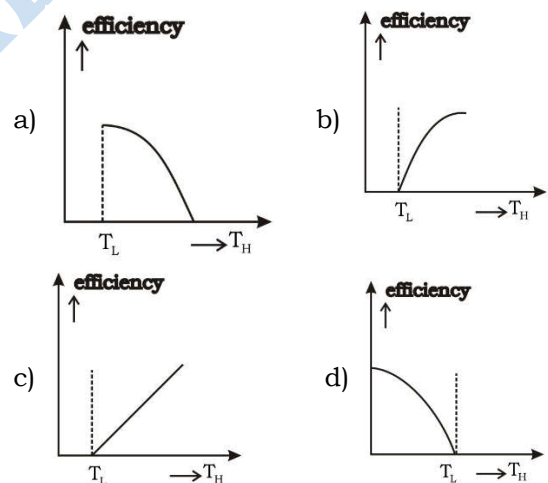 efficiency
a)
T_L → T_H
efficiency
b)
T_L → T_H
efficiency
c)
T_L → T_H
efficiency
d)
T_L → T_H